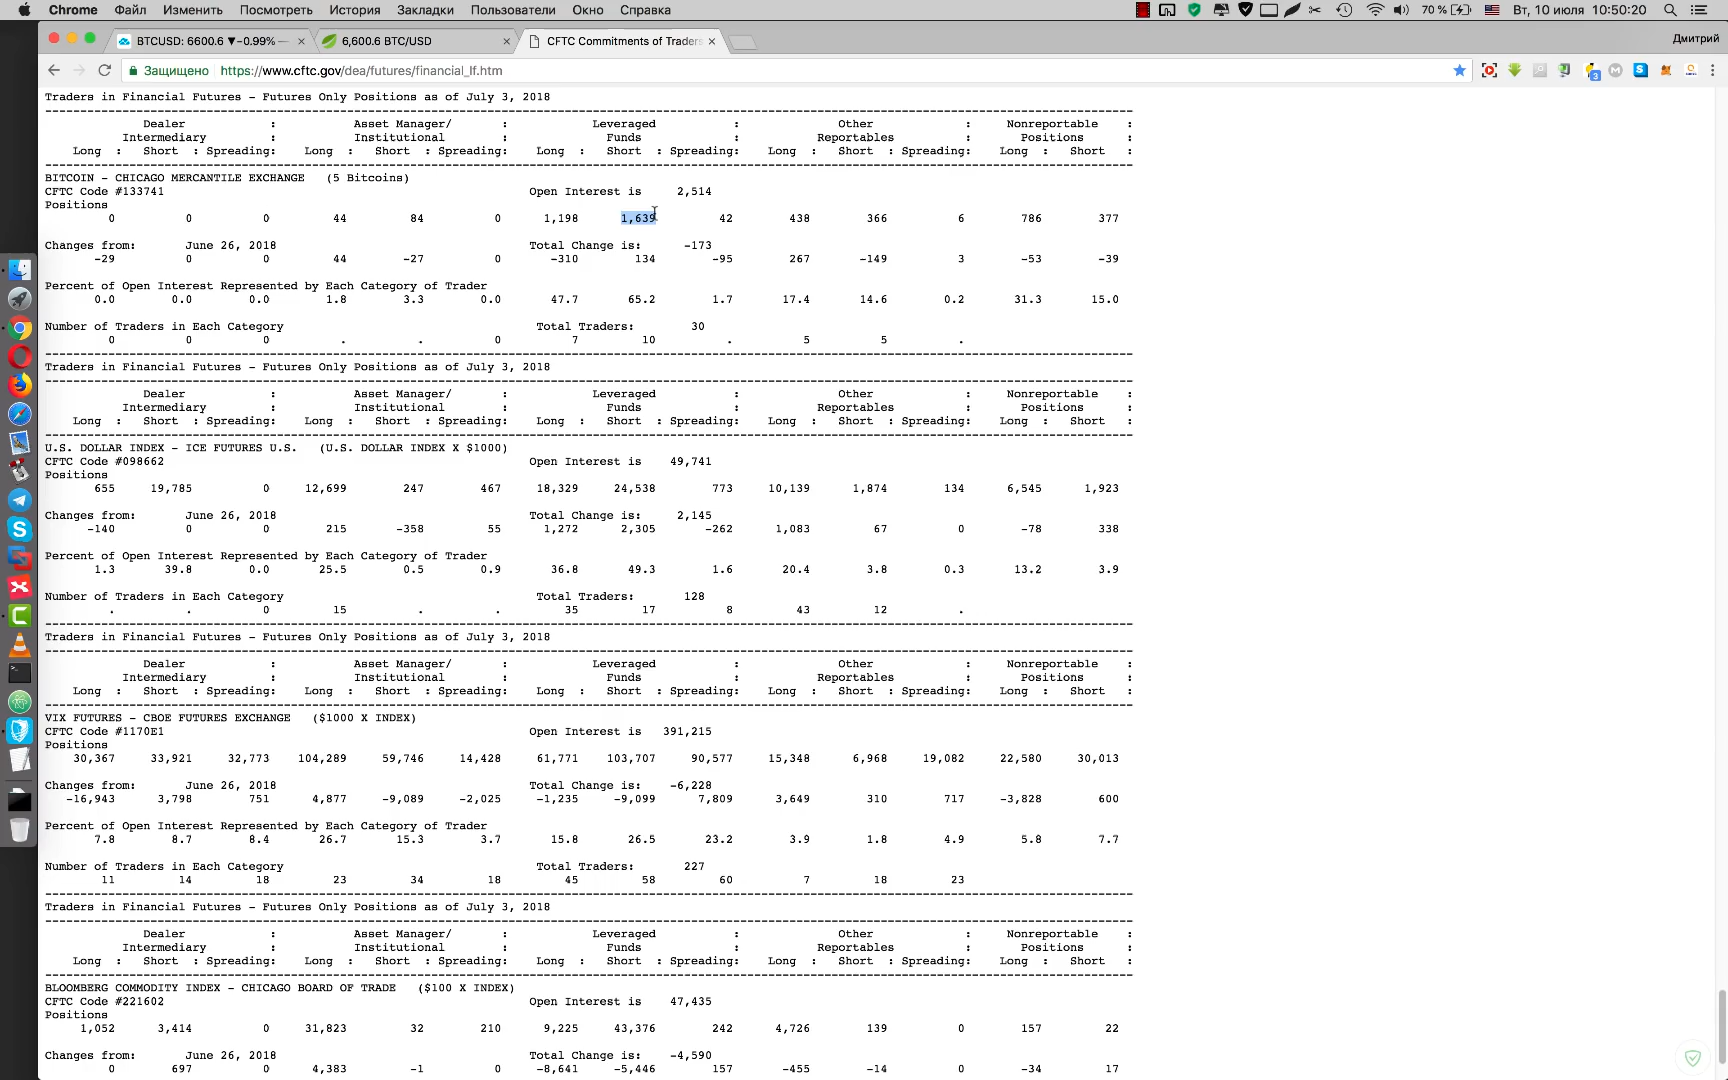 Chrome Файл Изменить Посмотреть История Закладки Пользователи Окно Справка 70 % Вт, 10 июля 10:50:20
BTCUSD: 6600.6 ▼−0.99% — × 6,600.6 BTC/USD × CFTC Commitments of Traders × Дмитрий
Защищено https://www.cftc.gov/dea/futures/financial_lf.htm
Traders in Financial Futures - Futures Only Positions as of July 3, 2018
Dealer : Asset Manager/ : Leveraged : Other : Nonreportable :
Intermediary : Institutional : Funds : Reportables : Positions :
Long : Short : Spreading: Long : Short : Spreading: Long : Short : Spreading: Long : Short : Spreading: Long : Short :
BITCOIN - CHICAGO MERCANTILE EXCHANGE (5 Bitcoins)
CFTC Code #133741 Open Interest is 2,514
Positions
0 0 0 44 84 0 1,198 1,639 42 438 366 6 786 377
Changes from: June 26, 2018 Total Change is: -173
-29 0 0 44 -27 0 -310 134 -95 267 -149 3 -53 -39
Percent of Open Interest Represented by Each Category of Trader
0.0 0.0 0.0 1.8 3.3 0.0 47.7 65.2 1.7 17.4 14.6 0.2 31.3 15.0
Number of Traders in Each Category Total Traders: 30
0 0 0 . . 0 7 10 . 5 5 .
Traders in Financial Futures - Futures Only Positions as of July 3, 2018
Dealer : Asset Manager/ : Leveraged : Other : Nonreportable :
Intermediary : Institutional : Funds : Reportables : Positions :
Long : Short : Spreading: Long : Short : Spreading: Long : Short : Spreading: Long : Short : Spreading: Long : Short :
U.S. DOLLAR INDEX - ICE FUTURES U.S. (U.S. DOLLAR INDEX X $1000)
CFTC Code #098662 Open Interest is 49,741
Positions
655 19,785 0 12,699 247 467 18,329 24,538 773 10,139 1,874 134 6,545 1,923
Changes from: June 26, 2018 Total Change is: 2,145
-140 0 0 215 -358 55 1,272 2,305 -262 1,083 67 0 -78 338
Percent of Open Interest Represented by Each Category of Trader
1.3 39.8 0.0 25.5 0.5 0.9 36.8 49.3 1.6 20.4 3.8 0.3 13.2 3.9
Number of Traders in Each Category Total Traders: 128
. . 0 15 . . 35 17 8 43 12 .
Traders in Financial Futures - Futures Only Positions as of July 3, 2018
Dealer : Asset Manager/ : Leveraged : Other : Nonreportable :
Intermediary : Institutional : Funds : Reportables : Positions :
Long : Short : Spreading: Long : Short : Spreading: Long : Short : Spreading: Long : Short : Spreading: Long : Short :
VIX FUTURES - CBOE FUTURES EXCHANGE ($1000 X INDEX)
CFTC Code #1170E1 Open Interest is 391,215
Positions
30,367 33,921 32,773 104,289 59,746 14,428 61,771 103,707 90,577 15,348 6,968 19,082 22,580 30,013
Changes from: June 26, 2018 Total Change is: -6,228
-16,943 3,798 751 4,877 -9,089 -2,025 -1,235 -9,099 7,809 3,649 310 717 -3,828 600
Percent of Open Interest Represented by Each Category of Trader
7.8 8.7 8.4 26.7 15.3 3.7 15.8 26.5 23.2 3.9 1.8 4.9 5.8 7.7
Number of Traders in Each Category Total Traders: 227
11 14 18 23 34 18 45 58 60 7 18 23
Traders in Financial Futures - Futures Only Positions as of July 3, 2018
Dealer : Asset Manager/ : Leveraged : Other : Nonreportable :
Intermediary : Institutional : Funds : Reportables : Positions :
Long : Short : Spreading: Long : Short : Spreading: Long : Short : Spreading: Long : Short : Spreading: Long : Short :
BLOOMBERG COMMODITY INDEX - CHICAGO BOARD OF TRADE ($100 X INDEX)
CFTC Code #221602 Open Interest is 47,435
Positions
1,052 3,414 0 31,823 32 210 9,225 43,376 242 4,726 139 0 157 22
Changes from: June 26, 2018 Total Change is: -4,590
0 697 0 4,383 -1 0 -8,641 -5,446 157 -455 -14 0 -34 17